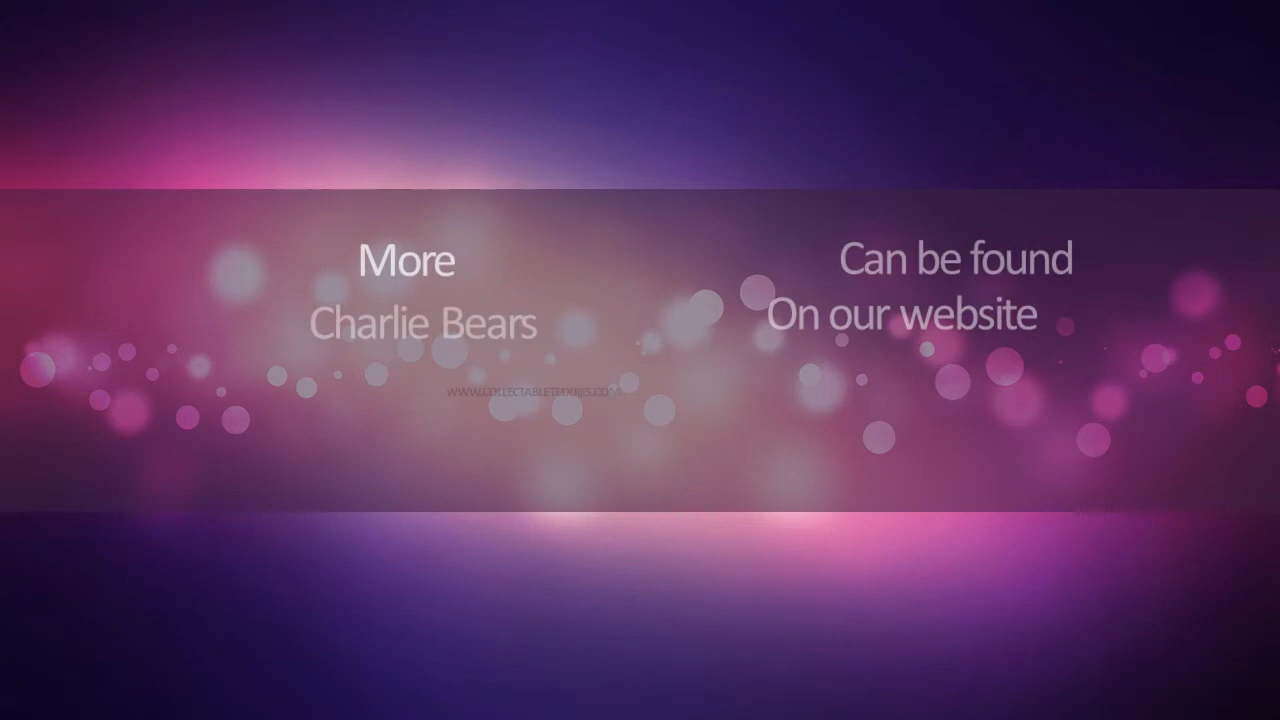 More
Charlie Bears
Can be found
On our website
WWW.COLLECTABLETEDDIES.COM